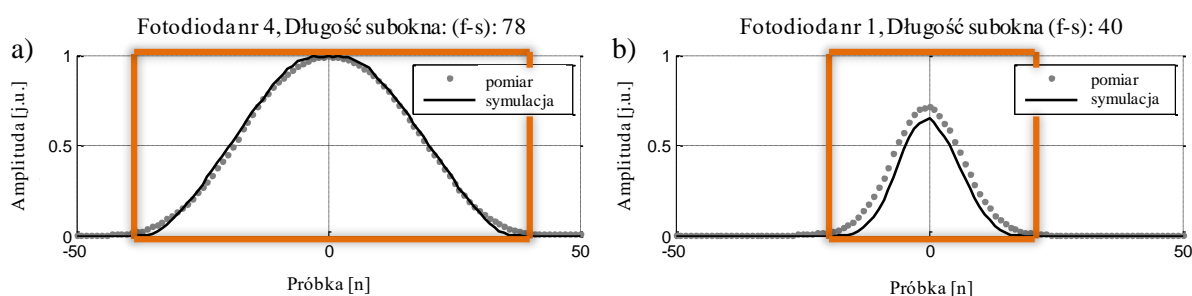 a)
Fotodioda nr 4, Długość subokna: (f-s): 78
1
0.5
0
Amplituda [j.u.]
pomiar
symulacja
-50
0
50
Próbka [n]
b)
Fotodioda nr 1, Długość subokna (f-s): 40
1
0.5
0
Amplituda [j.u.]
pomiar
symulacja
-50
0
50
Próbka [n]